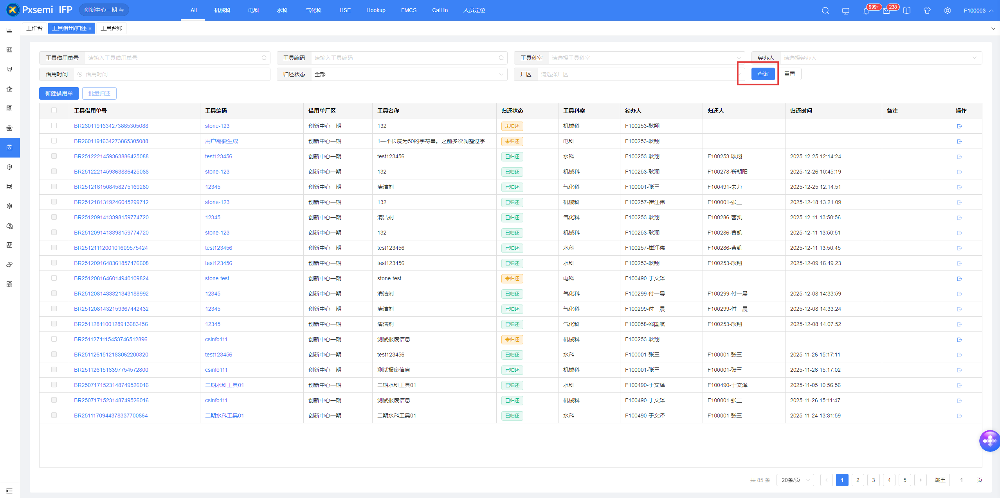 Pxsemi IFP 创新中心一期 All 机械科 电科 水科 气化科 HSE Hookup FMCS Call In 人员定位 999+ 238 F100003
工作台 工具借出/归还 × 工具台账
工具借用单号 请输入工具借用单号 工具编码 请输入工具编码 工具科室 请选择工具科室 经办人 请选择经办人
借用时间 借用时间 归还状态 全部 厂区 请选择厂区 查询 重置
新建借用单 批量归还
工具借用单号 工具编码 借用单厂区 工具名称 归还状态 工具科室 经办人 归还人 归还时间 备注 操作
BR2601191634273865305088 stone-123 创新中心一期 132 未归还 机械科 F100253-耿翔
BR2601191634273865305088 用户需要生成 创新中心一期 1一个长度为50的字符串。之前多次调整过字... 未归还 电科 F100253-耿翔
BR2512221459363886425088 test123456 创新中心一期 test123456 已归还 水科 F100253-耿翔 F100253-耿翔 2025-12-25 12:14:24
BR2512221459363886425088 stone-123 创新中心一期 132 已归还 机械科 F100253-耿翔 F100278-靳朝阳 2025-12-26 10:45:19
BR2512161508458275169280 12345 创新中心一期 清洁剂 已归还 气化科 F100001-张三 F100491-朱力 2025-12-25 12:14:51
BR2512181319246045299712 stone-123 创新中心一期 132 已归还 机械科 F100257-崔江伟 F100001-张三 2025-12-18 13:21:09
BR2512091413398159774720 12345 创新中心一期 清洁剂 已归还 气化科 F100253-耿翔 F100286-曹凯 2025-12-11 13:50:56
BR2512091413398159774720 stone-123 创新中心一期 132 已归还 机械科 F100253-耿翔 F100286-曹凯 2025-12-11 13:50:51
BR2512111200101609575424 test123456 创新中心一期 test123456 已归还 水科 F100257-崔江伟 F100286-曹凯 2025-12-11 13:50:45
BR2512091648361857476608 test123456 创新中心一期 test123456 已归还 水科 F100253-耿翔 F100253-耿翔 2025-12-09 16:49:23
BR2512081646014940109824 stone-test 创新中心一期 stone-test 未归还 电科 F100490-于文泽
BR2512081433321343188992 12345 创新中心一期 清洁剂 已归还 气化科 F100299-付一晨 F100299-付一晨 2025-12-08 14:33:59
BR2512081432159367442432 12345 创新中心一期 清洁剂 已归还 气化科 F100299-付一晨 F100299-付一晨 2025-12-08 14:33:24
BR2511281100128913683456 12345 创新中心一期 清洁剂 已归还 气化科 F100058-邵国航 F100253-耿翔 2025-12-08 14:07:52
BR2511271115453746512896 csinfo111 创新中心一期 测试报废信息 未归还 机械科 F100253-耿翔
BR2511261512183062200320 test123456 创新中心一期 test123456 已归还 水科 F100001-张三 F100001-张三 2025-11-26 15:17:11
BR2511261516397754572800 csinfo111 创新中心一期 测试报废信息 已归还 机械科 F100001-张三 F100001-张三 2025-11-26 15:17:02
BR2507171523148749526016 二期水科工具01 创新中心一期 二期水科工具01 已归还 水科 F100490-于文泽 F100490-于文泽 2025-11-05 10:56:56
BR2507171523148749526016 csinfo111 创新中心一期 测试报废信息 已归还 机械科 F100490-于文泽 F100001-张三 2025-11-26 15:11:47
BR2511170944378337700864 二期水科工具01 创新中心一期 二期水科工具01 已归还 水科 F100490-于文泽 F100001-张三 2025-11-24 13:31:59
共 85 条 20条/页 1 2 3 4 5 跳至 1 页